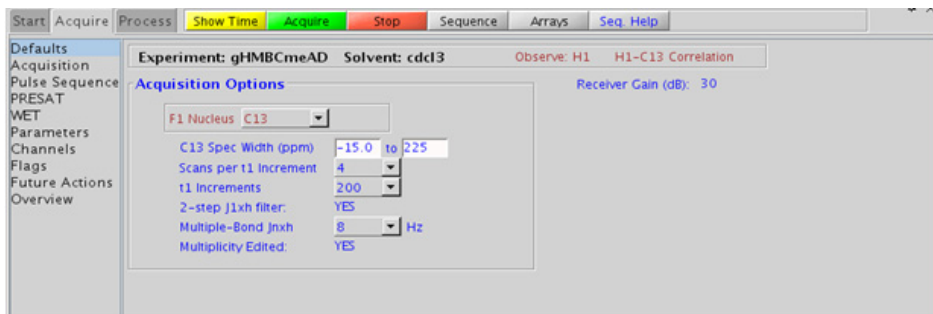 Start Acquire Process Show Time Acquire Stop Sequence Arrays Seq. Help
Defaults
Acquisition
Pulse Sequence
PRESAT
WET
Parameters
Channels
Flags
Future Actions
Overview
Experiment: gHMBCmeAD Solvent: cdcl3 Observe: H1 H1-C13 Correlation
Acquisition Options
Receiver Gain (dB): 30
F1 Nucleus C13
C13 Spec Width (ppm) -15.0 to 225
Scans per t1 Increment 4
t1 Increments 200
2-step J1xh filter: YES
Multiple-Bond Jnxh 8 Hz
Multiplicity Edited: YES